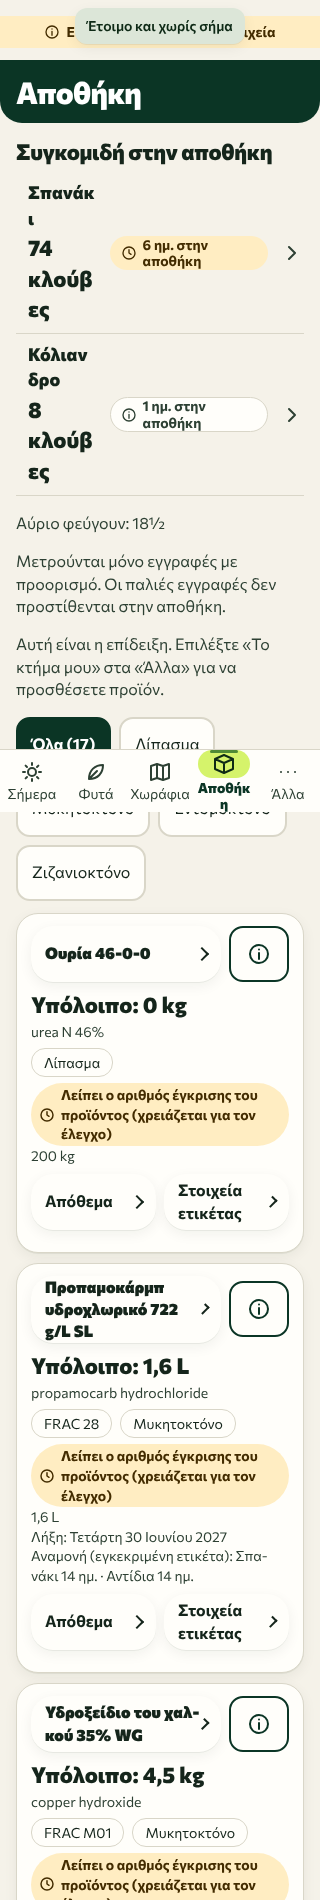 Έτοιμο και χωρίς σήμα
Αποθήκη
Συγκομιδή στην αποθήκη
Σπανάκ
ι
74
κλούβ
ες
6 ημ. στην
αποθήκη
Κόλιαν
δρο
8
κλούβ
ες
1 ημ. στην
αποθήκη
Αύριο φεύγουν: 18½
Μετρούνται μόνο εγγραφές με
προορισμό. Οι παλιές εγγραφές δεν
προστίθενται στην αποθήκη.
Αυτή είναι η επίδειξη. Επιλέξτε «Το
κτήμα μου» στα «Άλλα» για να
προσθέσετε προϊόν.
Όλα (17)
Λίπασμα
Σήμερα
Φυτά
Χωράφια
Αποθήκ
η
Άλλα
Μυκητοκτόνο
Εντομοκτόνο
Ζιζανιοκτόνο
Ουρία 46-0-0
Υπόλοιπο: 0 kg
urea N 46%
Λίπασμα
Λείπει ο αριθμός έγκρισης του
προϊόντος (χρειάζεται για τον
έλεγχο)
200 kg
Απόθεμα
Στοιχεία
ετικέτας
Προπαμοκάρμπ
υδροχλωρικό 722
g/L SL
Υπόλοιπο: 1,6 L
propamocarb hydrochloride
FRAC 28
Μυκητοκτόνο
Λείπει ο αριθμός έγκρισης του
προϊόντος (χρειάζεται για τον
έλεγχο)
1,6 L
Λήξη: Τετάρτη 30 Ιουνίου 2027
Αναμονή (εγκεκριμένη ετικέτα): Σπα-
νάκι 14 ημ. · Αντίδια 14 ημ.
Απόθεμα
Στοιχεία
ετικέτας
Υδροξείδιο του χαλ-
κού 35% WG
Υπόλοιπο: 4,5 kg
copper hydroxide
FRAC M01
Μυκητοκτόνο
Λείπει ο αριθμός έγκρισης του
προϊόντος (χρειάζεται για τον